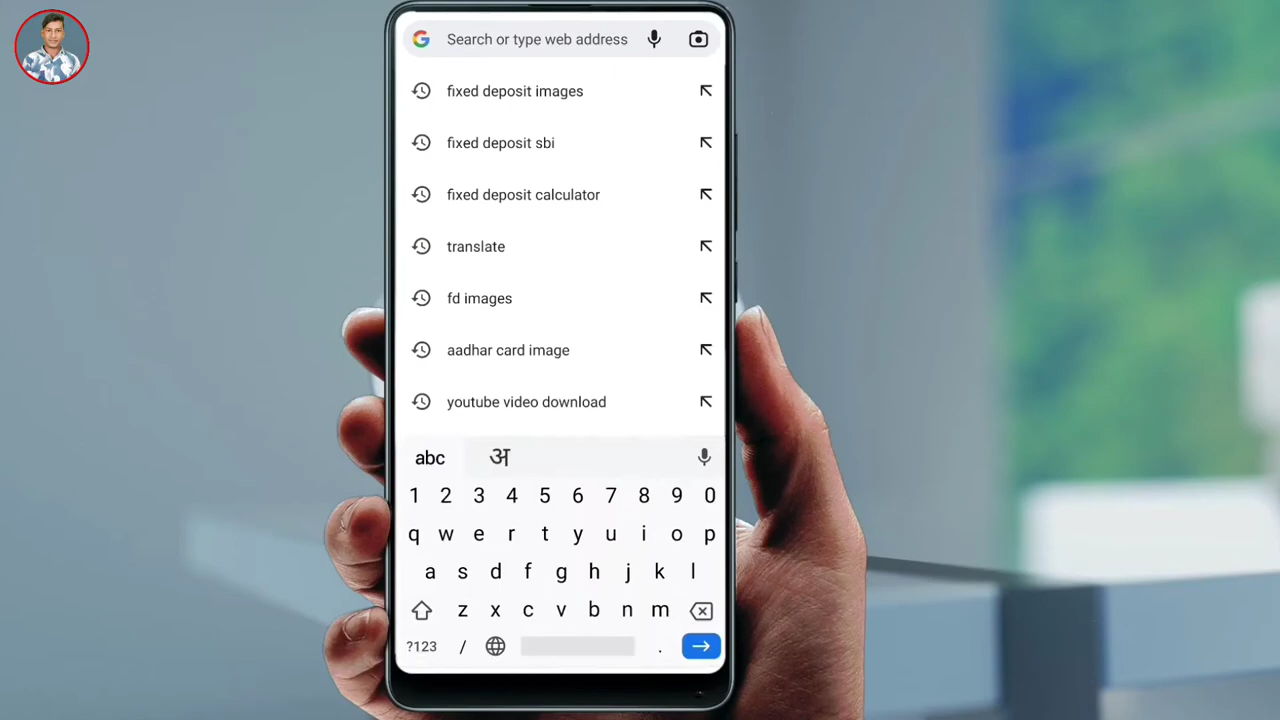 Search or type web address
fixed deposit images
fixed deposit sbi
fixed deposit calculator
translate
fd images
aadhar card image
youtube video download
abc अ
1 2 3 4 5 6 7 8 9 0
q w e r t y u i o p
a s d f g h j k l
z x c v b n m
?123 / .